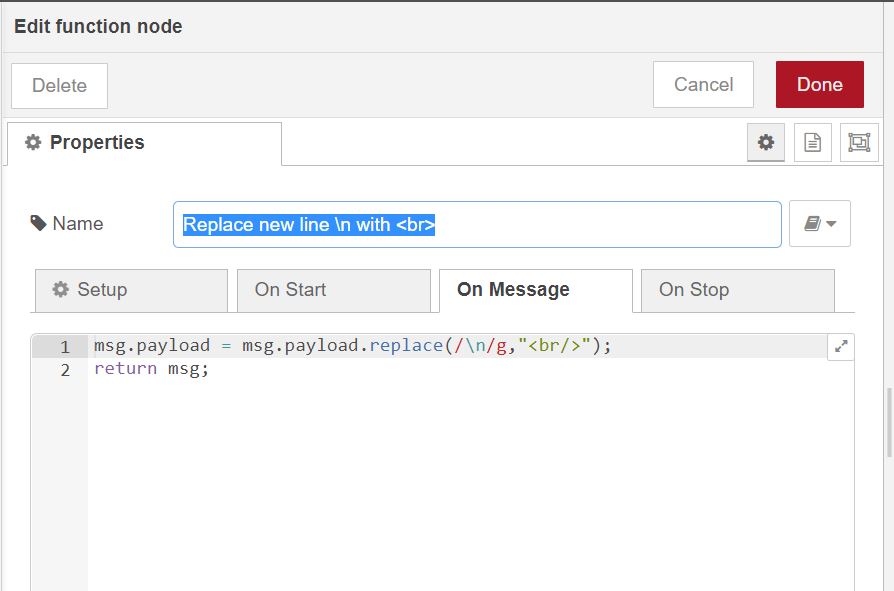 Edit function node
Delete
Cancel
Done
Properties
Name
Replace new line \n with <br>
Setup
On Start
On Message
On Stop
1 msg.payload = msg.payload.replace(/\n/g,"<br/>");
2 return msg;